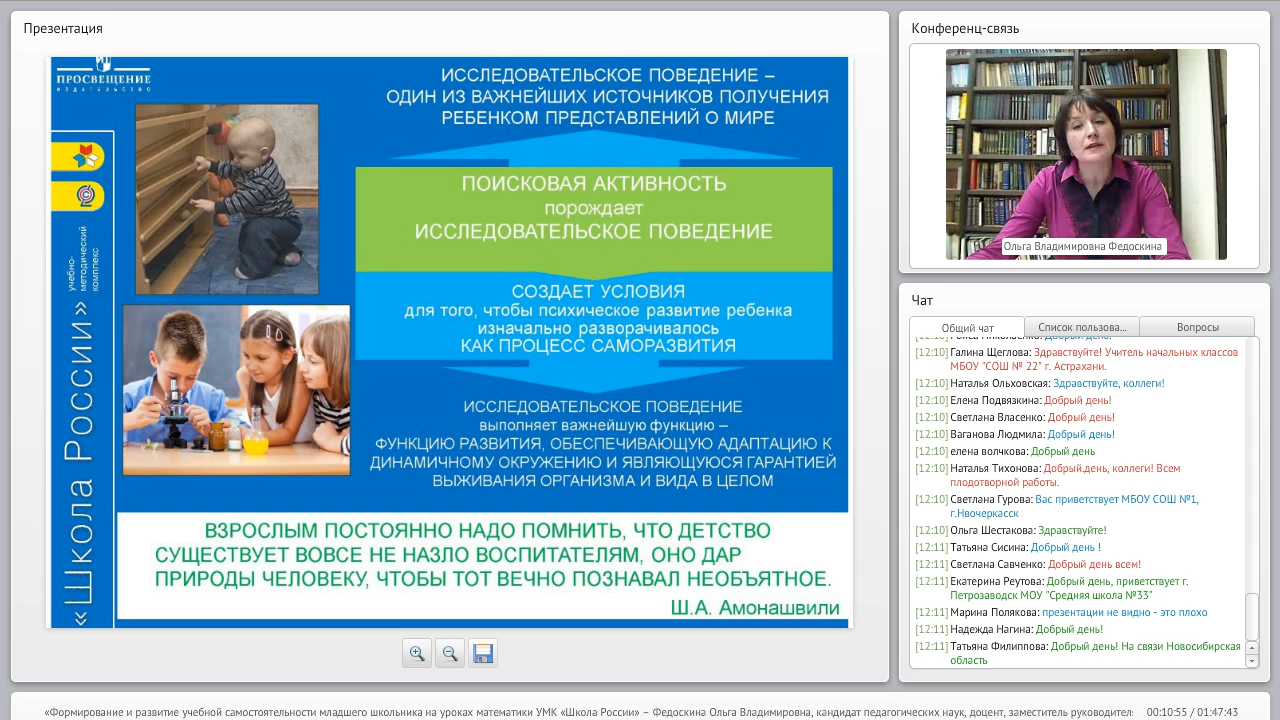 Презентация
ПРОСВЕЩЕНИЕ
ИЗДАТЕЛЬСТВО
учебно-
методический
комплекс
«Школа России»
ИССЛЕДОВАТЕЛЬСКОЕ ПОВЕДЕНИЕ –
ОДИН ИЗ ВАЖНЕЙШИХ ИСТОЧНИКОВ ПОЛУЧЕНИЯ
РЕБЕНКОМ ПРЕДСТАВЛЕНИЙ О МИРЕ
ПОИСКОВАЯ АКТИВНОСТЬ
порождает
ИССЛЕДОВАТЕЛЬСКОЕ ПОВЕДЕНИЕ
СОЗДАЕТ УСЛОВИЯ
для того, чтобы психическое развитие ребенка
изначально разворачивалось
КАК ПРОЦЕСС САМОРАЗВИТИЯ
ИССЛЕДОВАТЕЛЬСКОЕ ПОВЕДЕНИЕ
выполняет важнейшую функцию –
ФУНКЦИЮ РАЗВИТИЯ, ОБЕСПЕЧИВАЮЩУЮ АДАПТАЦИЮ К
ДИНАМИЧНОМУ ОКРУЖЕНИЮ И ЯВЛЯЮЩУЮСЯ ГАРАНТИЕЙ
ВЫЖИВАНИЯ ОРГАНИЗМА И ВИДА В ЦЕЛОМ
ВЗРОСЛЫМ ПОСТОЯННО НАДО ПОМНИТЬ, ЧТО ДЕТСТВО
СУЩЕСТВУЕТ ВОВСЕ НЕ НАЗЛО ВОСПИТАТЕЛЯМ, ОНО ДАР
ПРИРОДЫ ЧЕЛОВЕКУ, ЧТОБЫ ТОТ ВЕЧНО ПОЗНАВАЛ НЕОБЪЯТНОЕ.
Ш.А. Амонашвили
Конференц-связь
Ольга Владимировна Федоскина
Чат
Общий чат Список пользова... Вопросы
[12:10] Галина Щеглова: Здравствуйте! Учитель начальных классов
МБОУ "СОШ № 22" г. Астрахани.
[12:10] Наталья Ольховская: Здравствуйте, коллеги!
[12:10] Елена Подвязкина: Добрый день!
[12:10] Светлана Власенко: Добрый день!
[12:10] Ваганова Людмила: Добрый день!
[12:10] елена волчкова: Добрый день
[12:10] Наталья Тихонова: Добрый,день, коллеги! Всем
плодотворной работы.
[12:10] Светлана Гурова: Вас приветствует МБОУ СОШ №1,
г.Нвочеркасск
[12:10] Ольга Шестакова: Здравствуйте!
[12:11] Татьяна Сисина: Добрый день !
[12:11] Светлана Савченко: Добрый день всем!
[12:11] Екатерина Реутова: Добрый день, приветствует г.
Петрозаводск МОУ "Средняя школа №33"
[12:11] Марина Полякова: презентации не видно - это плохо
[12:11] Надежда Нагина: Добрый день!
[12:11] Татьяна Филиппова: Добрый день! На связи Новосибирская
область
«Формирование и развитие учебной самостоятельности младшего школьника на уроках математики УМК «Школа России» – Федоскина Ольга Владимировна, кандидат педагогических наук, доцент, заместитель руководител 00:10:55 / 01:47:43